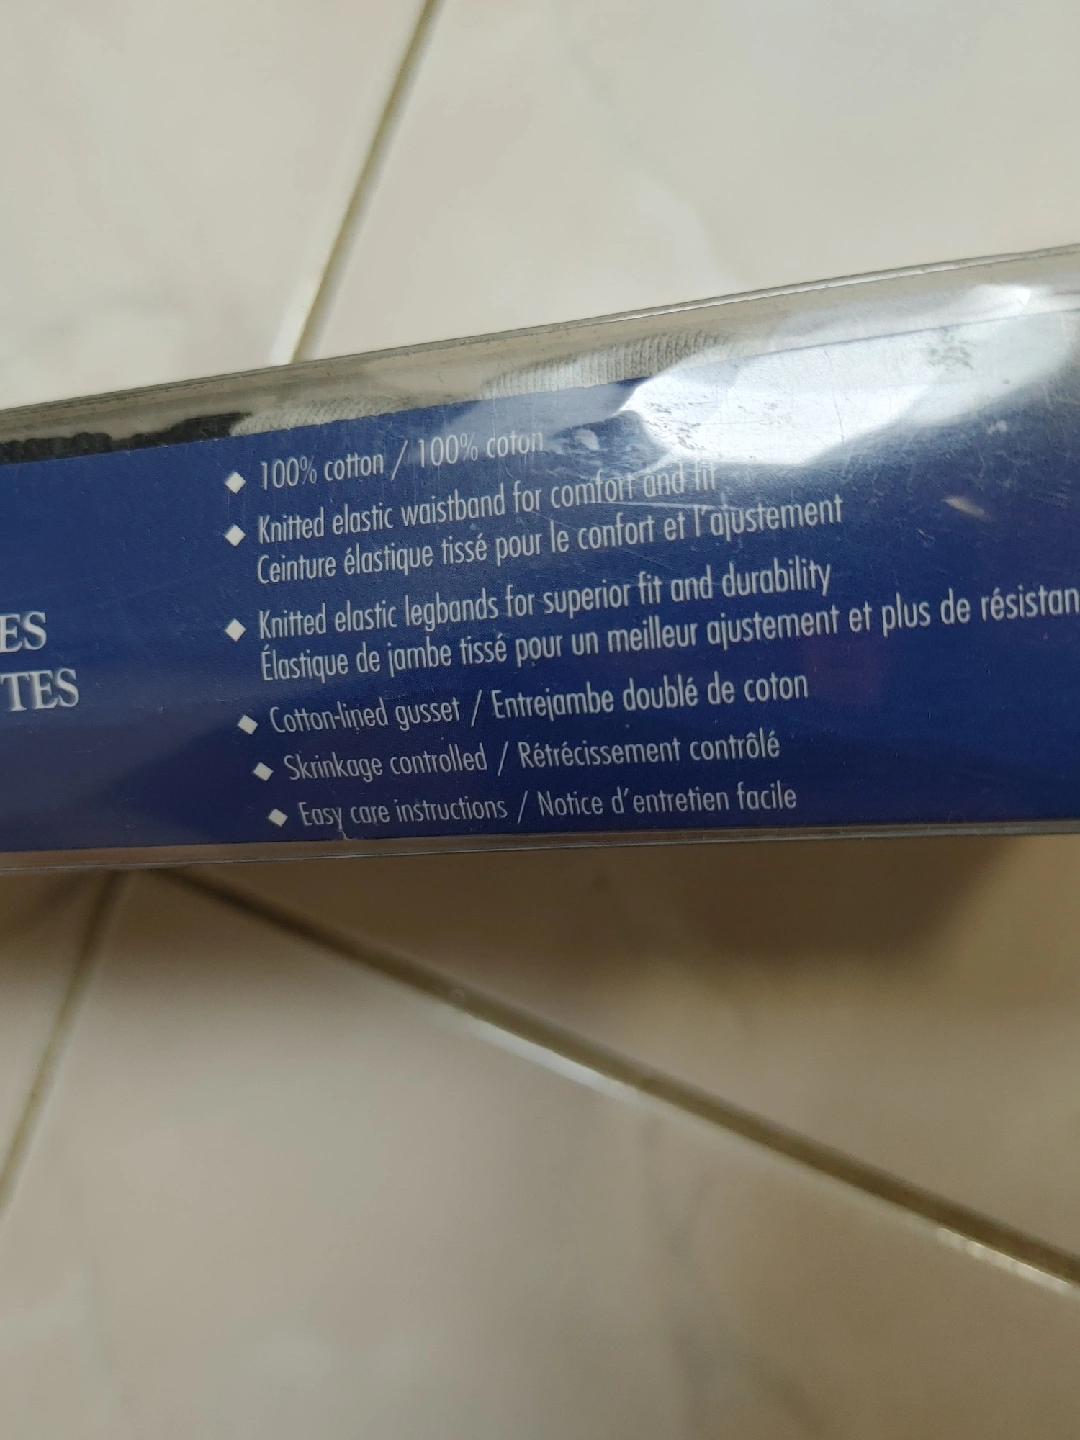 ES
TES
◆ 100% cotton / 100% coton
◆ Knitted elastic waistband for comfort and fit
Ceinture élastique tissé pour le confort et l'ajustement
◆ Knitted elastic legbands for superior fit and durability
Élastique de jambe tissé pour un meilleur ajustement et plus de résistan
◆ Cotton-lined gusset / Entrejambe doublé de coton
◆ Skrinkage controlled / Rétrécissement contrôlé
◆ Easy care instructions / Notice d'entretien facile